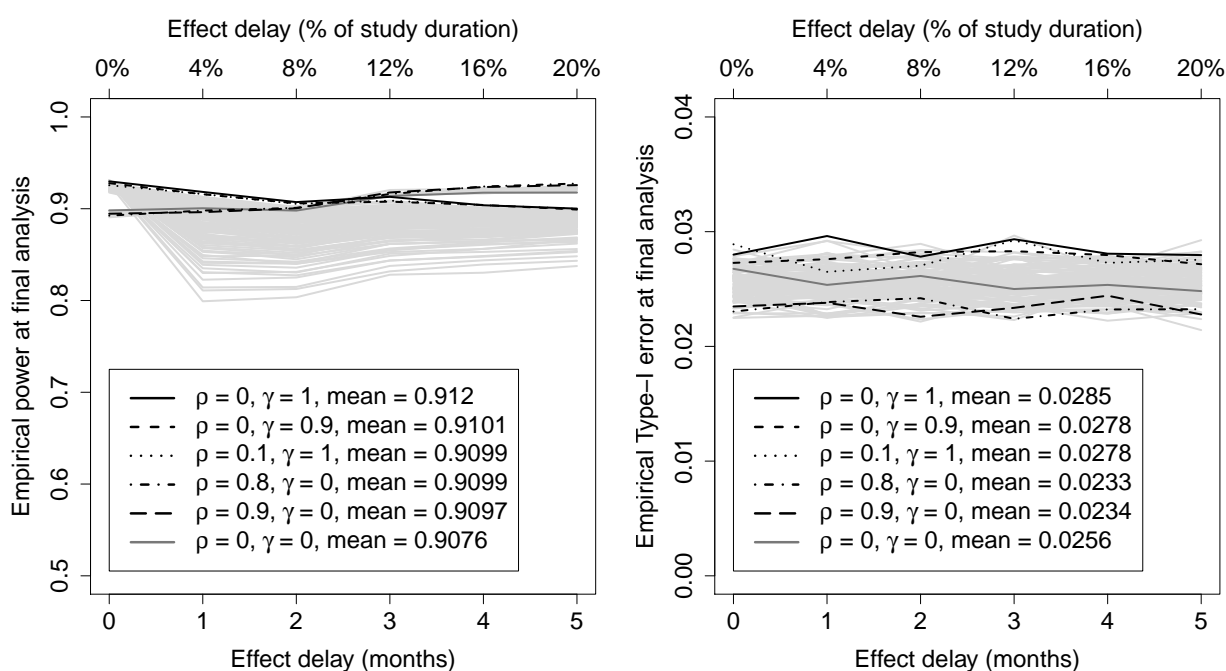 Effect delay (% of study duration)
0% 4% 8% 12% 16% 20%
Empirical power at final analysis
1.0
0.9
0.8
0.7
0.6
0.5
ρ = 0, γ = 1, mean = 0.912
ρ = 0, γ = 0.9, mean = 0.9101
ρ = 0.1, γ = 1, mean = 0.9099
ρ = 0.8, γ = 0, mean = 0.9099
ρ = 0.9, γ = 0, mean = 0.9097
ρ = 0, γ = 0, mean = 0.9076
0 1 2 3 4 5
Effect delay (months)
Effect delay (% of study duration)
0% 4% 8% 12% 16% 20%
Empirical Type−I error at final analysis
0.04
0.03
0.02
0.01
0.00
ρ = 0, γ = 1, mean = 0.0285
ρ = 0, γ = 0.9, mean = 0.0278
ρ = 0.1, γ = 1, mean = 0.0278
ρ = 0.8, γ = 0, mean = 0.0233
ρ = 0.9, γ = 0, mean = 0.0234
ρ = 0, γ = 0, mean = 0.0256
0 1 2 3 4 5
Effect delay (months)